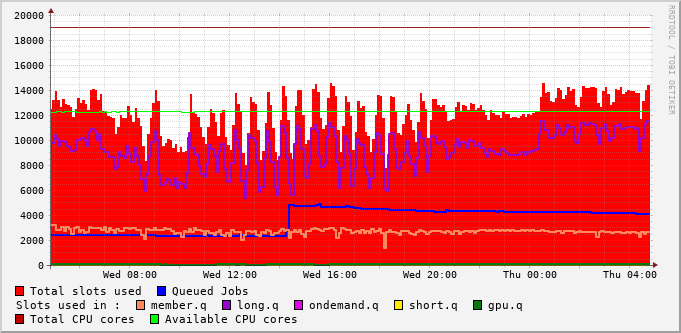 20000
18000
16000
14000
12000
10000
8000
6000
4000
2000
0
Wed 08:00 Wed 12:00 Wed 16:00 Wed 20:00 Thu 00:00 Thu 04:00
Total slots used Queued Jobs
Slots used in : member.q long.q ondemand.q short.q gpu.q
Total CPU cores Available CPU cores
RRDTOOL / TOBI OETIKER